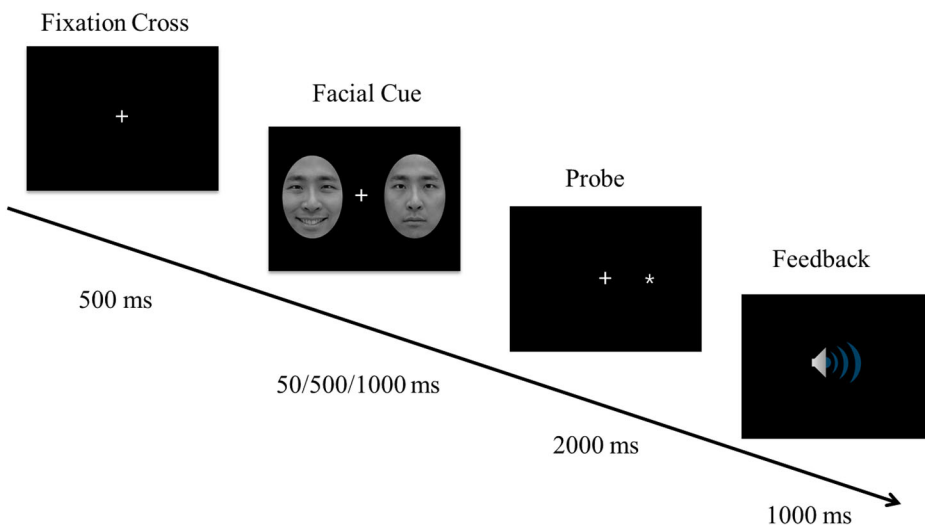 Fixation Cross
+
Facial Cue
+
Probe
+ *
Feedback
500 ms
50/500/1000 ms
2000 ms
1000 ms